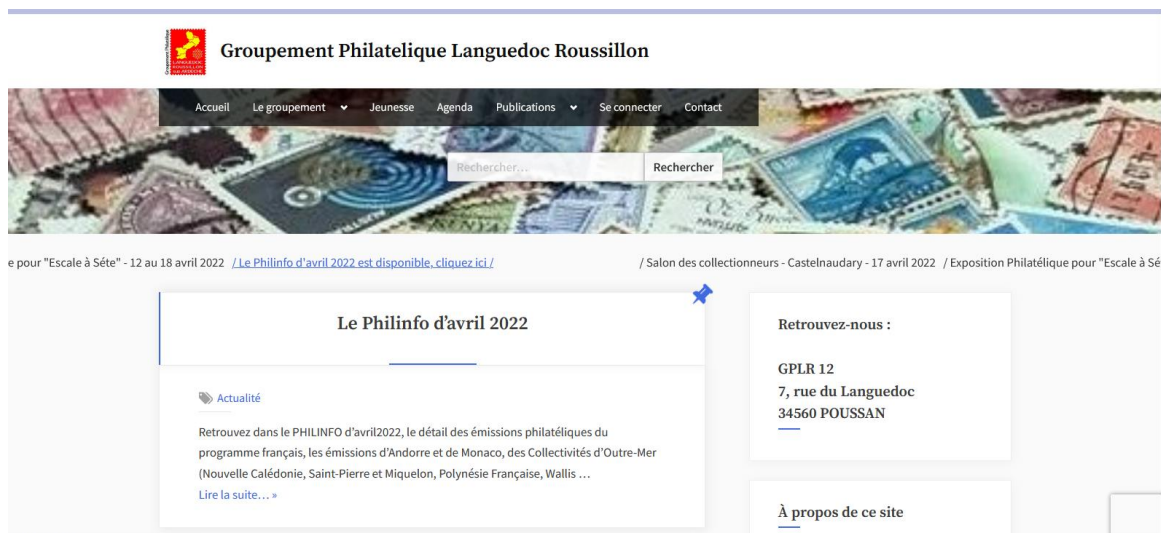 Groupement Philatelique Languedoc Roussillon
LANGUEDOC
ROUSSILLON
Accueil Le groupement Jeunesse Agenda Publications Se connecter Contact
Rechercher... Rechercher
KENYA
e pour "Escale à Séte" - 12 au 18 avril 2022 / Le Philinfo d'avril 2022 est disponible, cliquez ici / / Salon des collectionneurs - Castelnaudary - 17 avril 2022 / Exposition Philatélique pour "Escale à Sé
Le Philinfo d’avril 2022
Actualité
Retrouvez dans le PHILINFO d’avril2022, le détail des émissions philatéliques du
programme français, les émissions d’Andorre et de Monaco, des Collectivités d’Outre-Mer
(Nouvelle Calédonie, Saint-Pierre et Miquelon, Polynésie Française, Wallis …
Lire la suite… »
Retrouvez-nous :
GPLR 12
7, rue du Languedoc
34560 POUSSAN
À propos de ce site